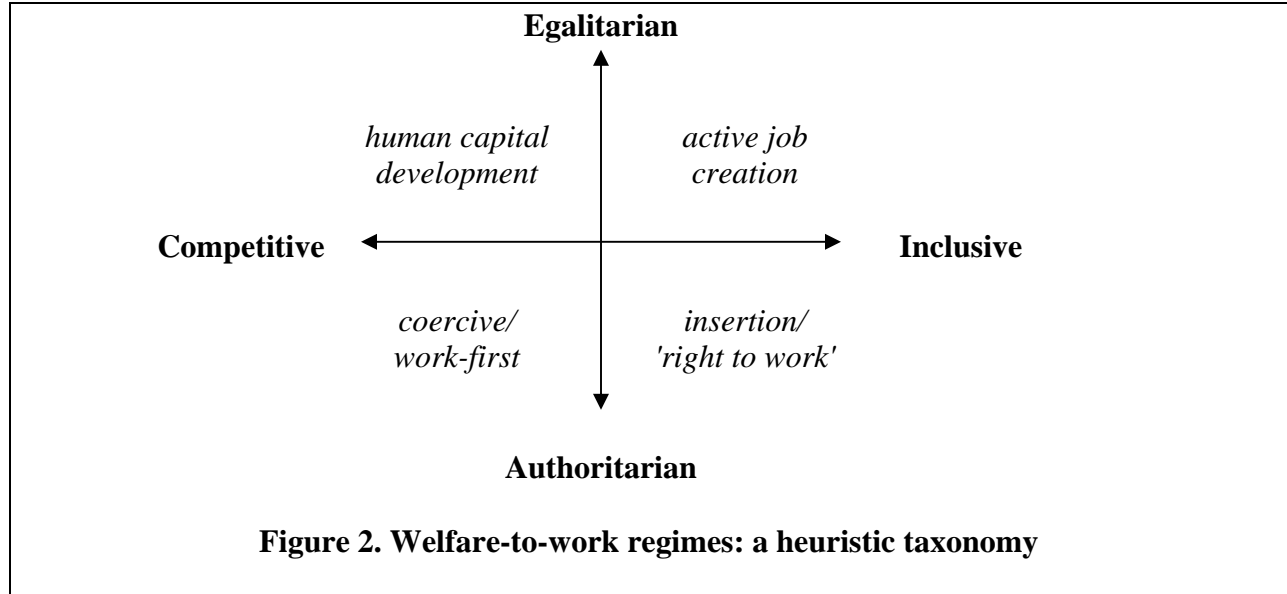 Egalitarian
human capital
development
active job
creation
Competitive
Inclusive
coercive/
work-first
insertion/
'right to work'
Authoritarian
Figure 2. Welfare-to-work regimes: a heuristic taxonomy